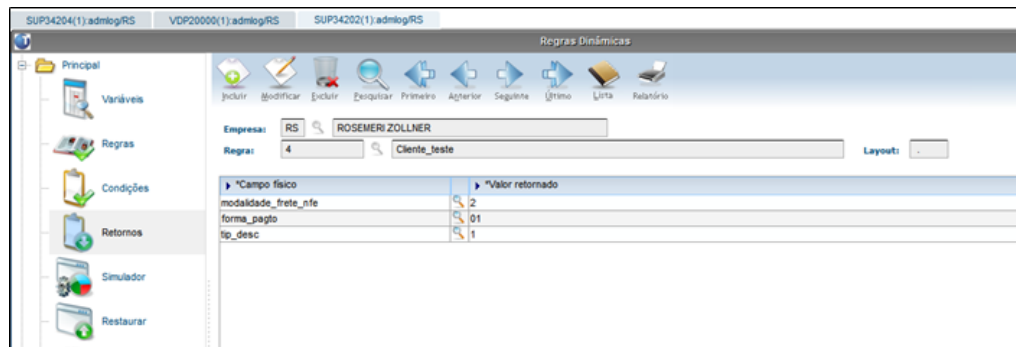 SUP34204(1):admlog/RS VDP20000(1):admlog/RS SUP34202(1):admlog/RS
Regras Dinâmicas
Principal
Variáveis
Regras
Condições
Retornos
Simulador
Restaurar
Incluir Modificar Excluir Pesquisar Primeiro Anterior Seguinte Último Lista Relatório
Empresa: RS ROSEMERI ZOLLNER
Regra: 4 Cliente_teste Layout: .
*Campo físico *Valor retornado
modalidade_frete_nfe 2
forma_pagto 01
tip_desc 1